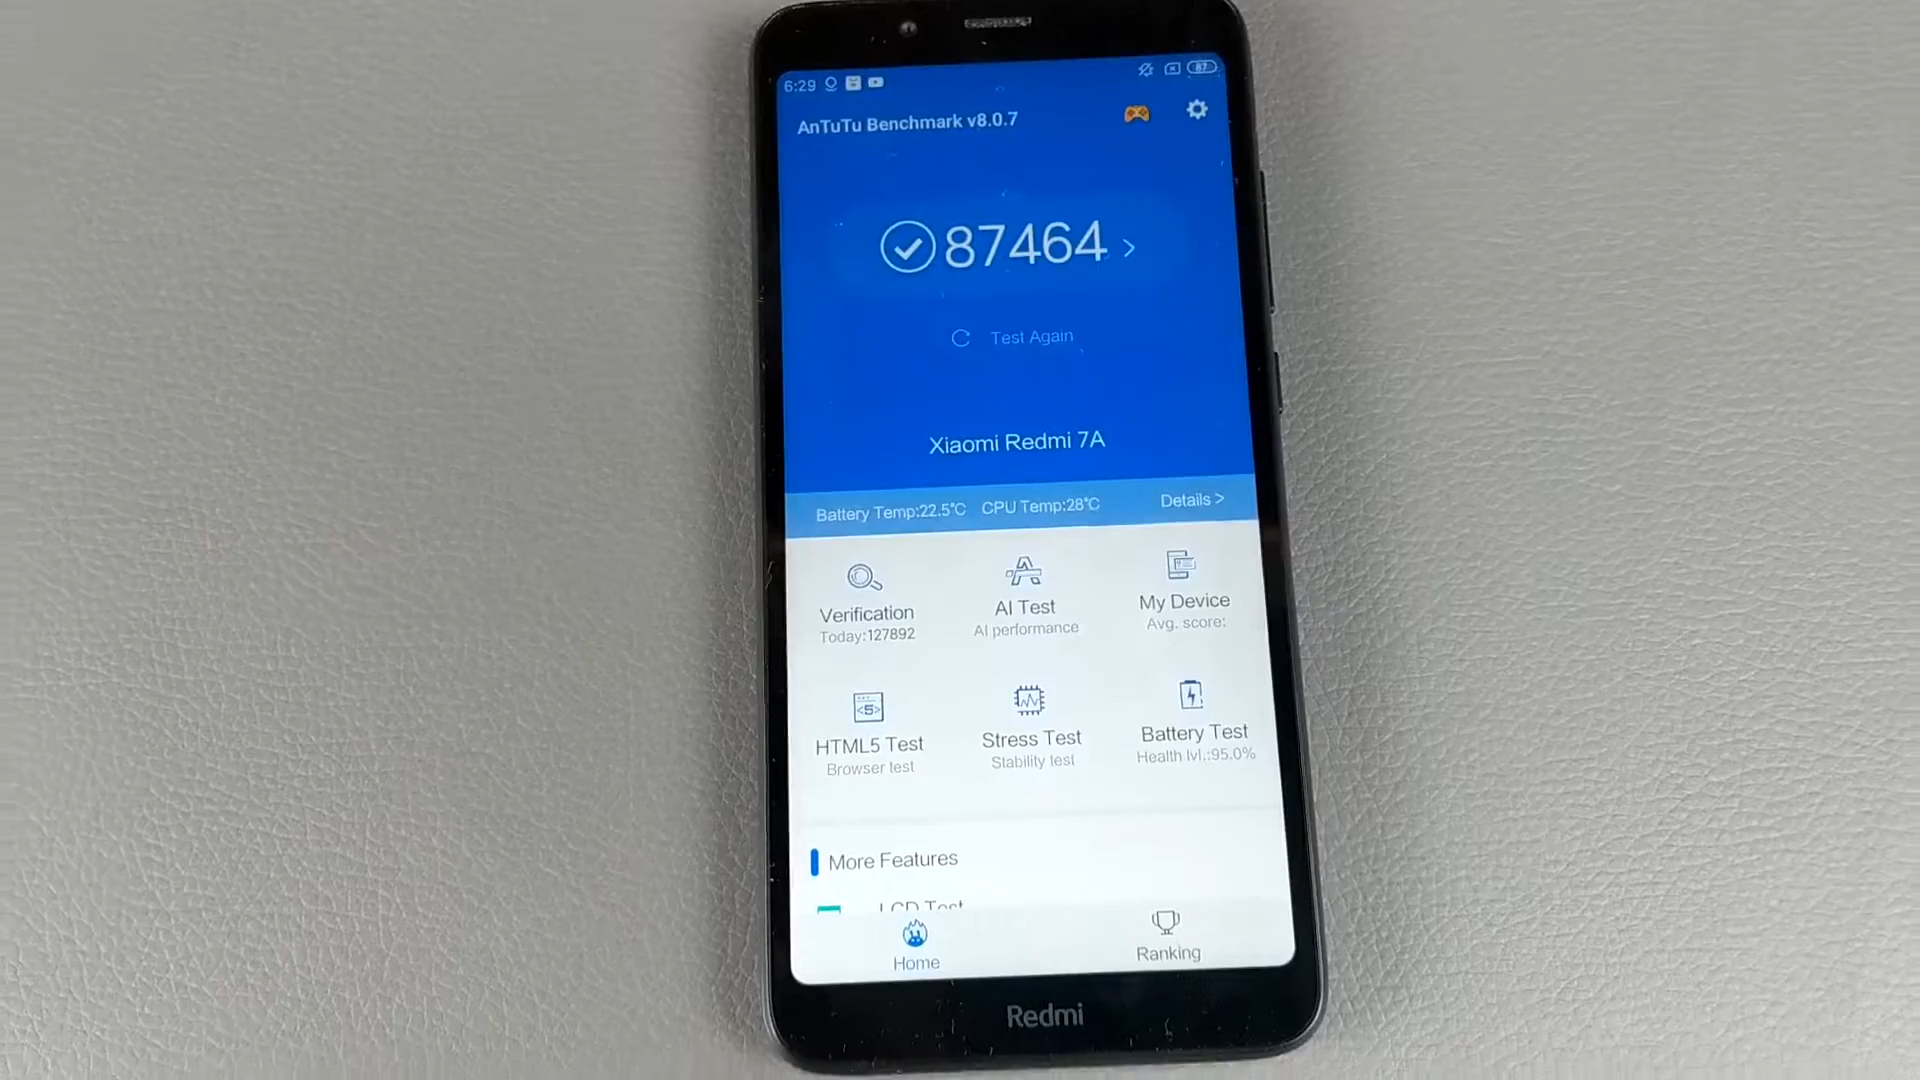 6:29
87
AnTuTu Benchmark v8.0.7
87464 >
Test Again
Xiaomi Redmi 7A
Battery Temp:22.5℃ CPU Temp:28℃ Details >
Verification
Today:127892
AI Test
AI performance
My Device
Avg. score:
<5>
HTML5 Test
Browser test
Stress Test
Stability test
Battery Test
Health lvl.:95.0%
More Features
LCD Test
Home
Ranking
Redmi